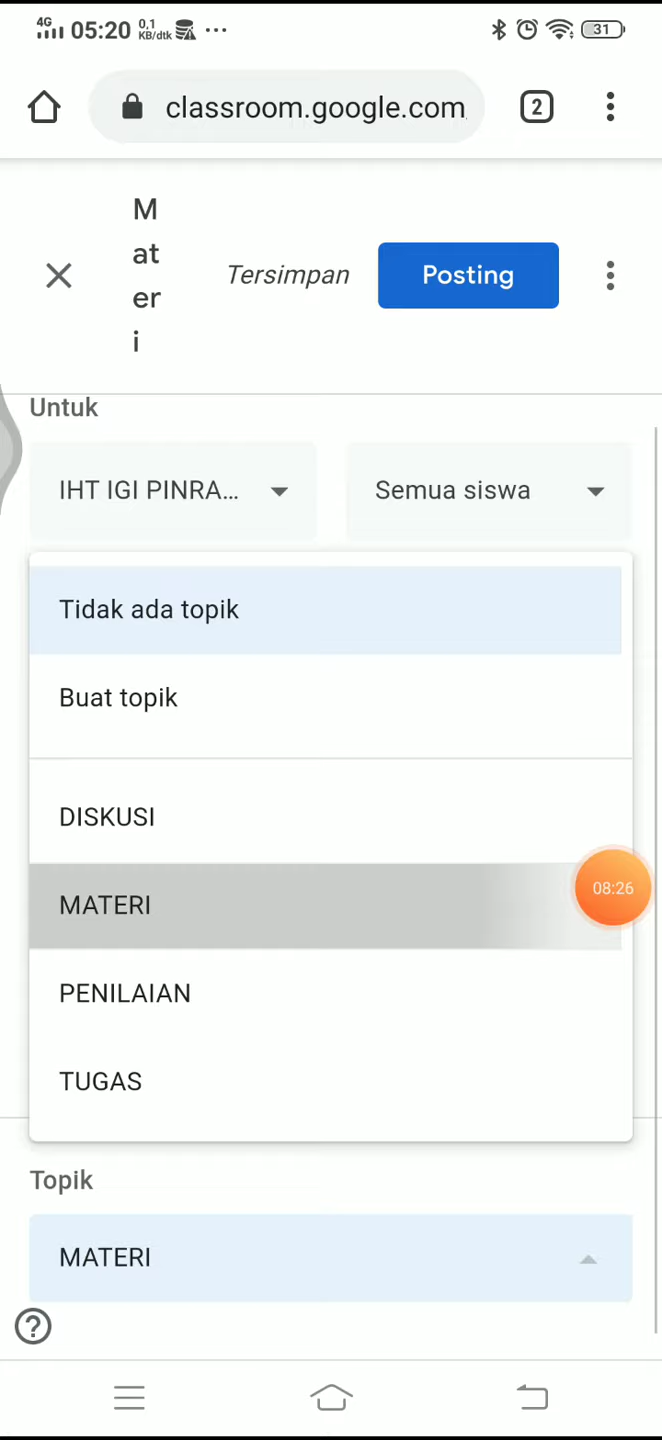 4G 05:20 0,1 KB/dtk ... 31
classroom.google.com 2
M
at
er
i
Tersimpan
Posting
Untuk
IHT IGI PINRA...
Semua siswa
Tidak ada topik
Buat topik
DISKUSI
MATERI
08:26
PENILAIAN
TUGAS
Topik
MATERI
?